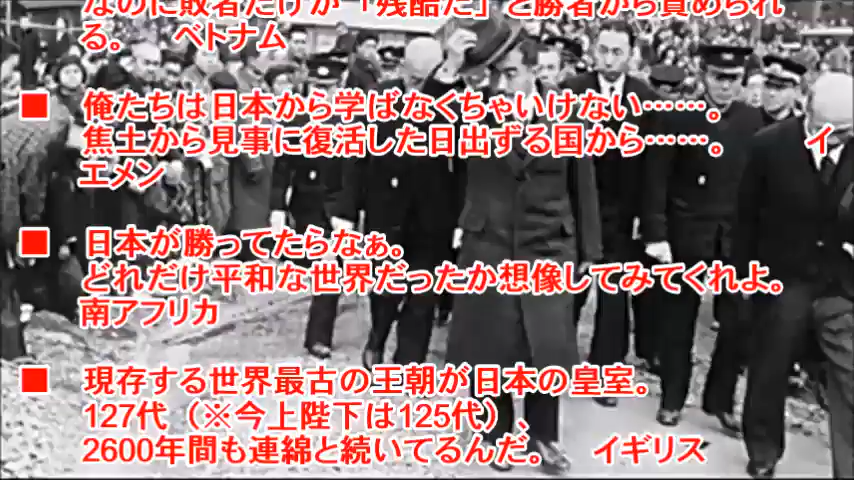 なのに敗者だけが「残酷だ」と勝者から責められ
る。 ベトナム
■ 俺たちは日本から学ばなくちゃいけない……。
焦土から見事に復活した日出ずる国から……。 イ
エメン
■ 日本が勝ってたらなぁ。
どれだけ平和な世界だったか想像してみてくれよ。
南アフリカ
■ 現存する世界最古の王朝が日本の皇室。
127代（※今上陛下は125代）、
2600年間も連綿と続いてるんだ。 イギリス